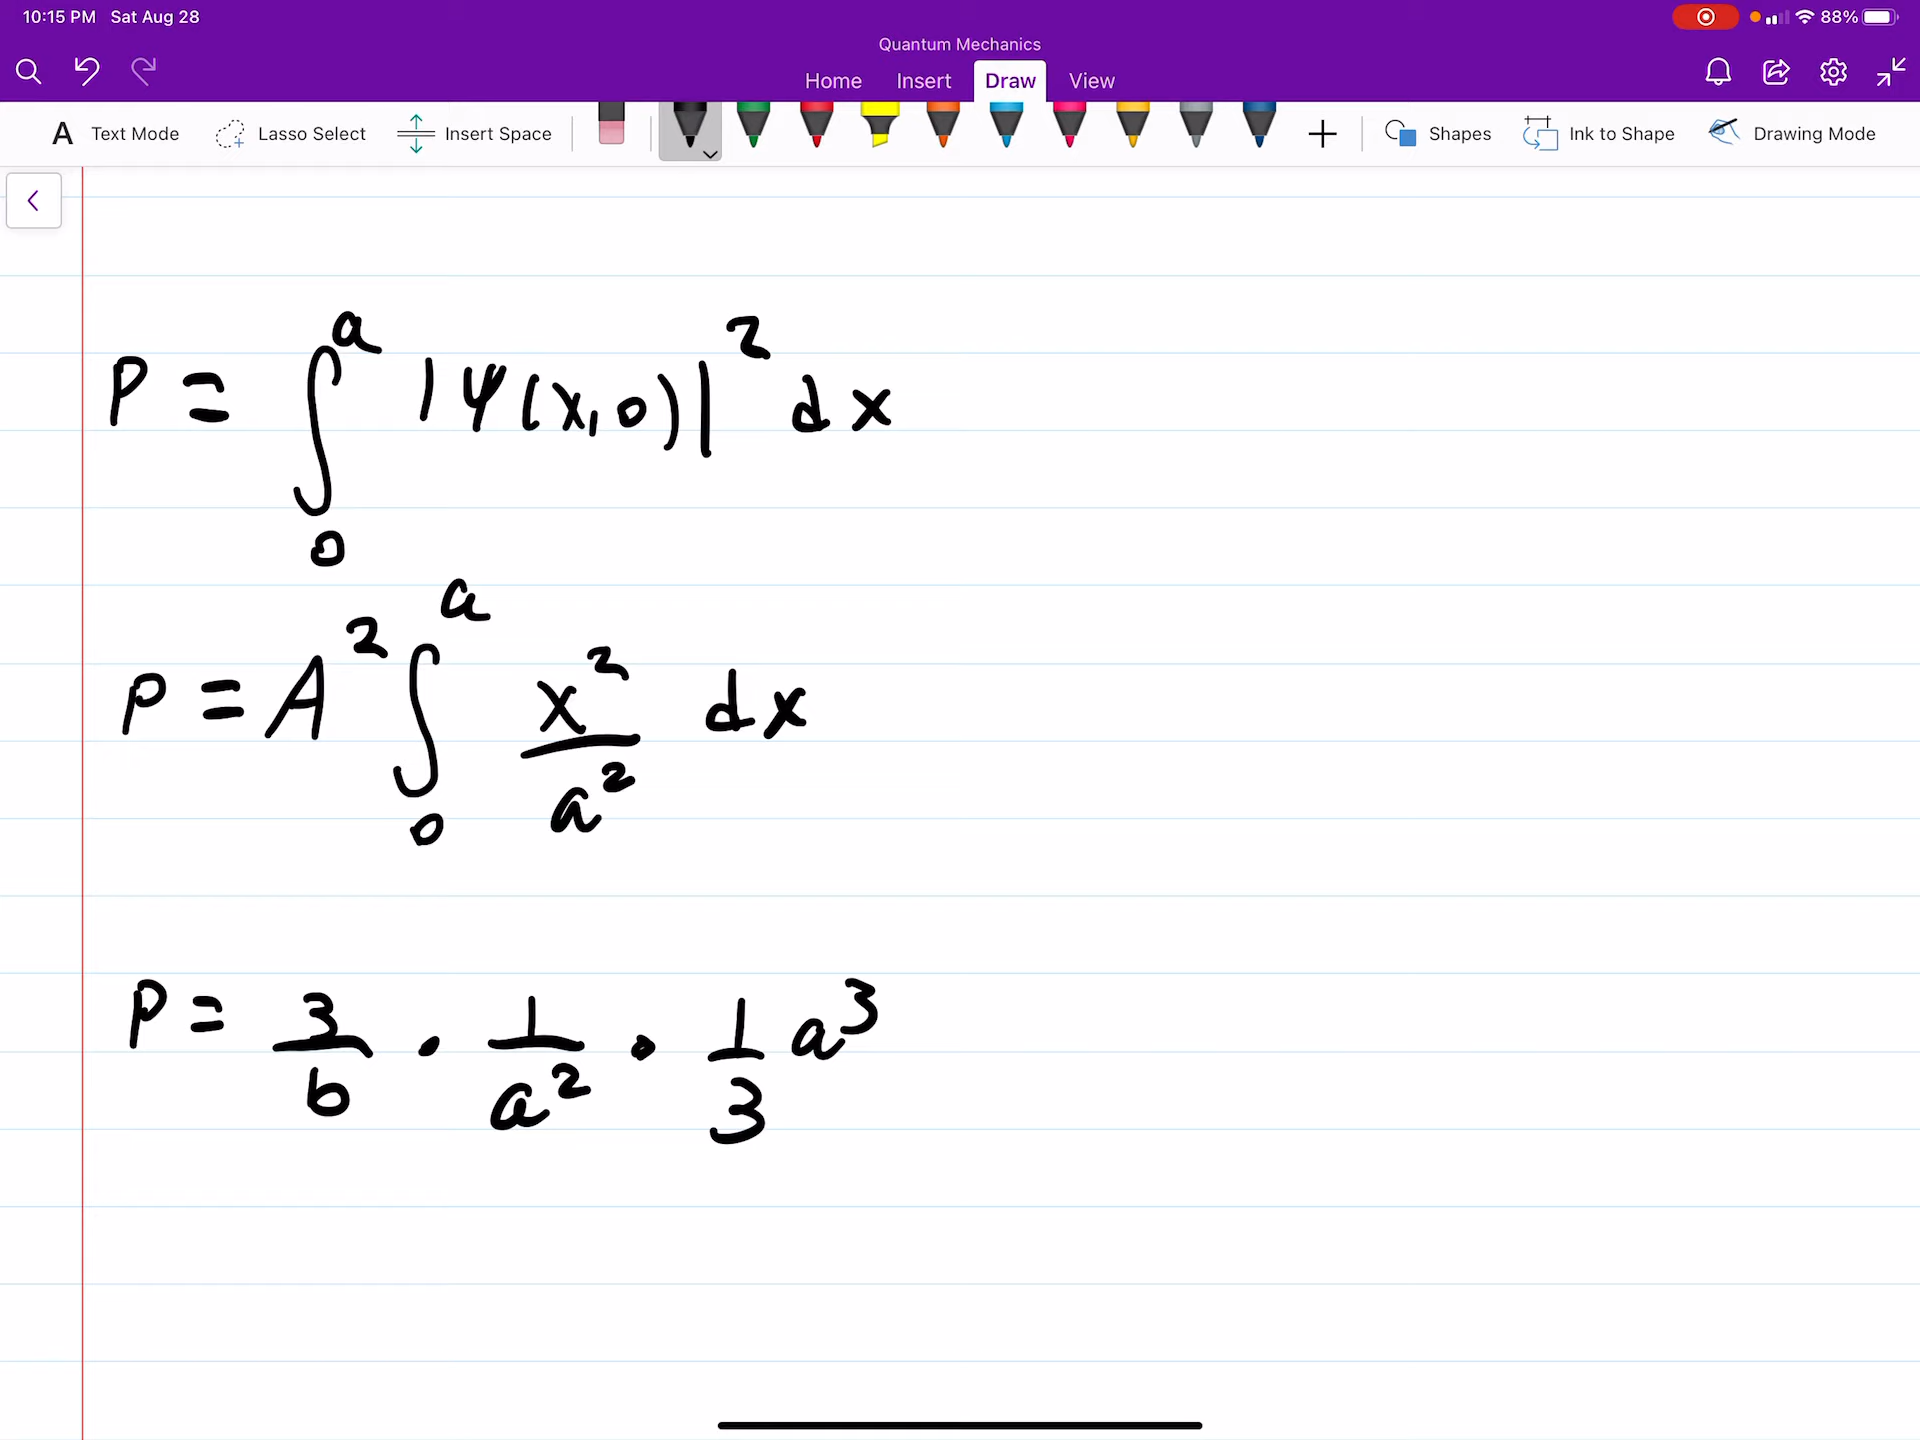 10:15 PM Sat Aug 28 88%
Quantum Mechanics
Home Insert Draw View
A Text Mode Lasso Select Insert Space Shapes Ink to Shape Drawing Mode
P = ∫₀ᵃ |Ψ(x,0)|² dx
P = A² ∫₀ᵃ x²/a² dx
P = 3/b · 1/a² · 1/3 a³